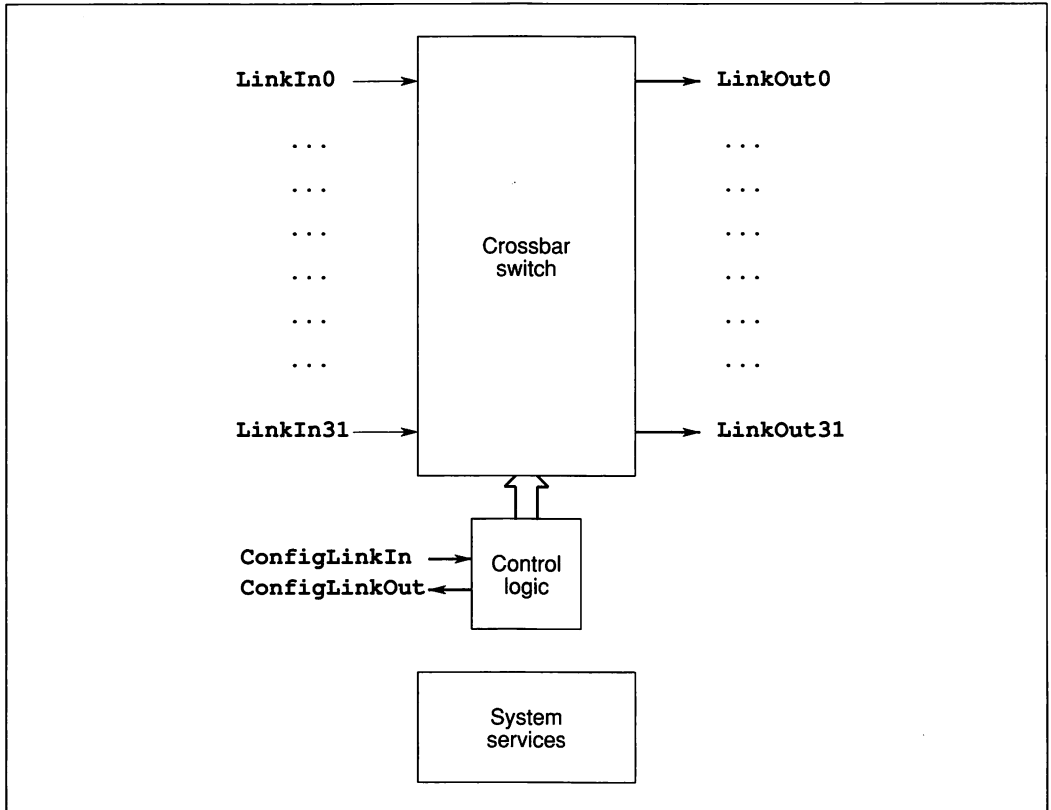 LinkIn0 LinkOut0
... ...
... ...
... ...
Crossbar
switch
... ...
... ...
... ...
LinkIn31 LinkOut31
ConfigLinkIn
ConfigLinkOut
Control
logic
System
services